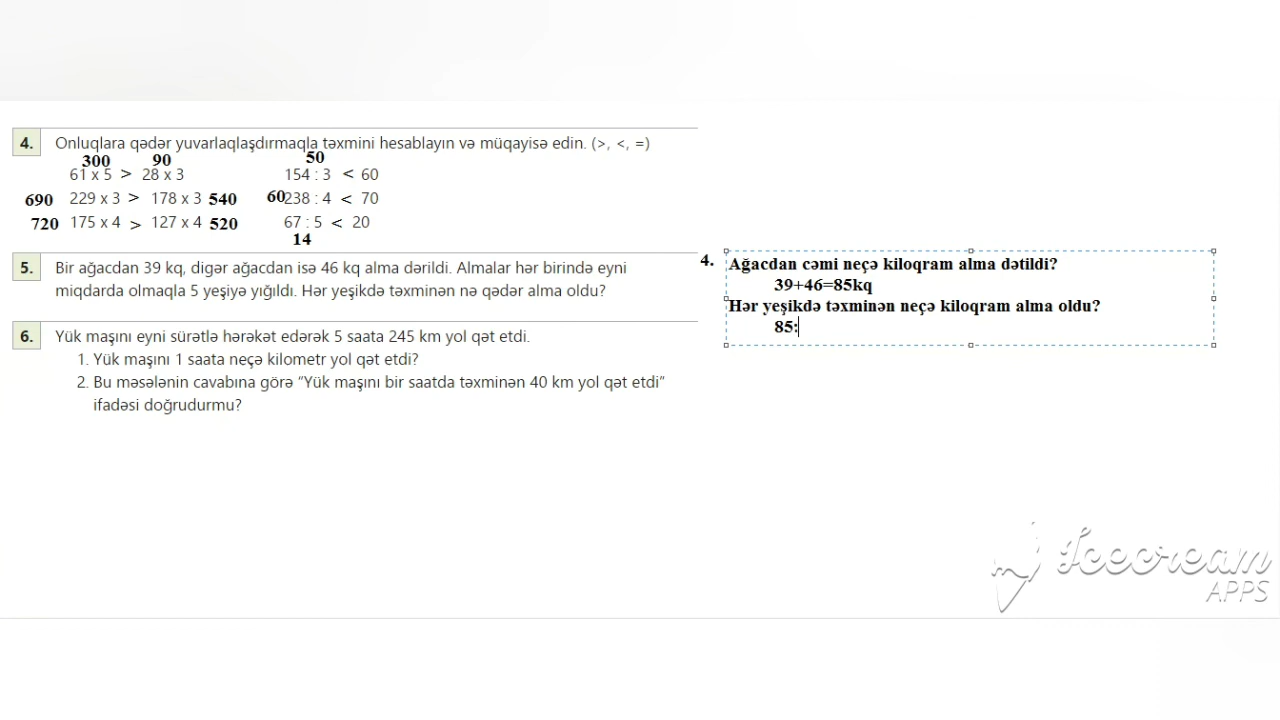 4. Onluqlara qədər yuvarlaqlaşdırmaqla təxmini hesablayın və müqayisə edin. (>, <, =)
300 90 50
61 x 5 > 28 x 3 154 : 3 < 60
690 229 x 3 > 178 x 3 540 60 238 : 4 < 70
720 175 x 4 > 127 x 4 520 67 : 5 < 20
14
5. Bir ağacdan 39 kq, digər ağacdan isə 46 kq alma dərildi. Almalar hər birində eyni
miqdarda olmaqla 5 yeşiyə yığıldı. Hər yeşikdə təxminən nə qədər alma oldu?
6. Yük maşını eyni sürətlə hərəkət edərək 5 saata 245 km yol qət etdi.
1. Yük maşını 1 saata neçə kilometr yol qət etdi?
2. Bu məsələnin cavabına görə “Yük maşını bir saatda təxminən 40 km yol qət etdi”
ifadəsi doğrudurmu?
4. Ağacdan cəmi neçə kiloqram alma dətildi?
39+46=85kq
Hər yeşikdə təxminən neçə kiloqram alma oldu?
85:
Icecream
APPS